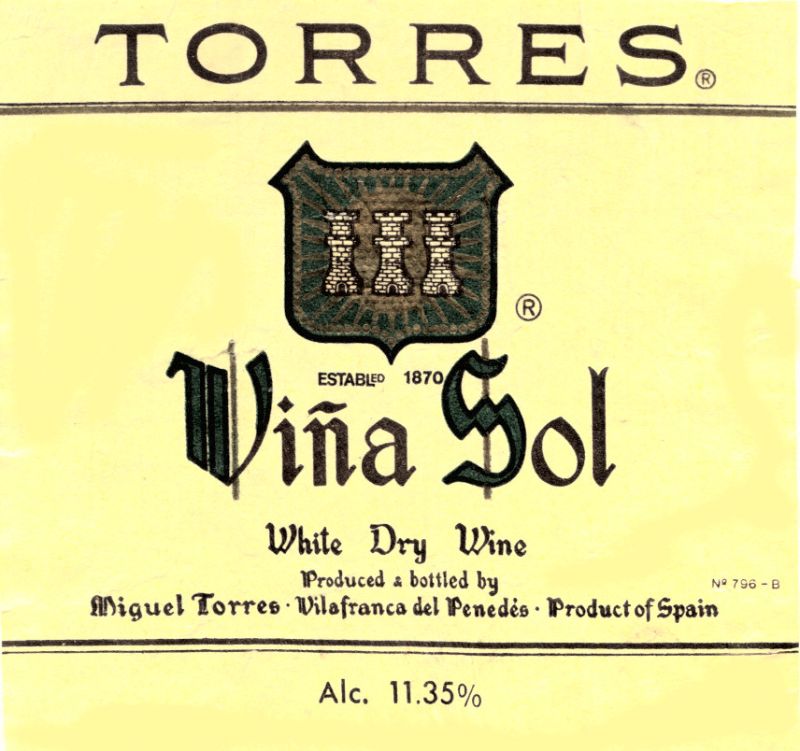 TORRES®
®
ESTABLED 1870
Viña Sol
White Dry Wine
Produced & bottled by
Nº 796 - B
Miguel Torres · Vilafranca del Penedés · Product of Spain
Alc. 11.35%